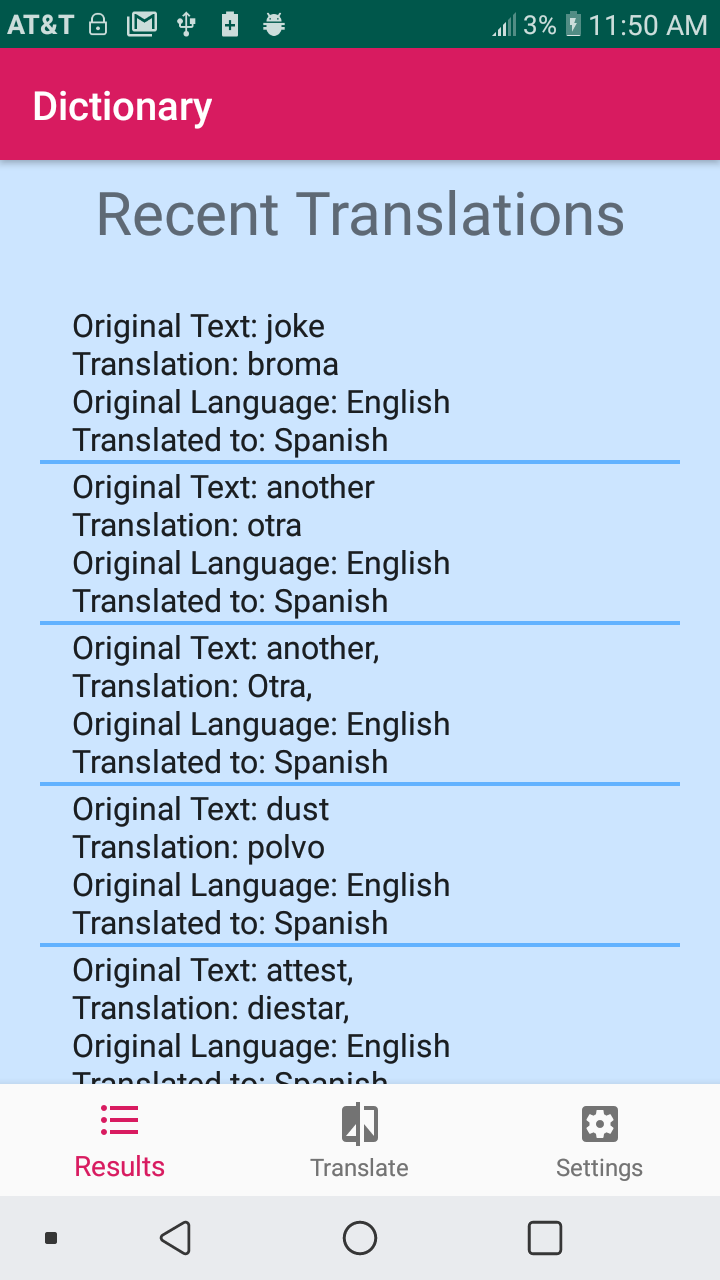 AT&T 3% 11:50 AM
Dictionary
Recent Translations
Original Text: joke
Translation: broma
Original Language: English
Translated to: Spanish
Original Text: another
Translation: otra
Original Language: English
Translated to: Spanish
Original Text: another,
Translation: Otra,
Original Language: English
Translated to: Spanish
Original Text: dust
Translation: polvo
Original Language: English
Translated to: Spanish
Original Text: attest,
Translation: diestar,
Original Language: English
Translated to: Spanish
Results Translate Settings